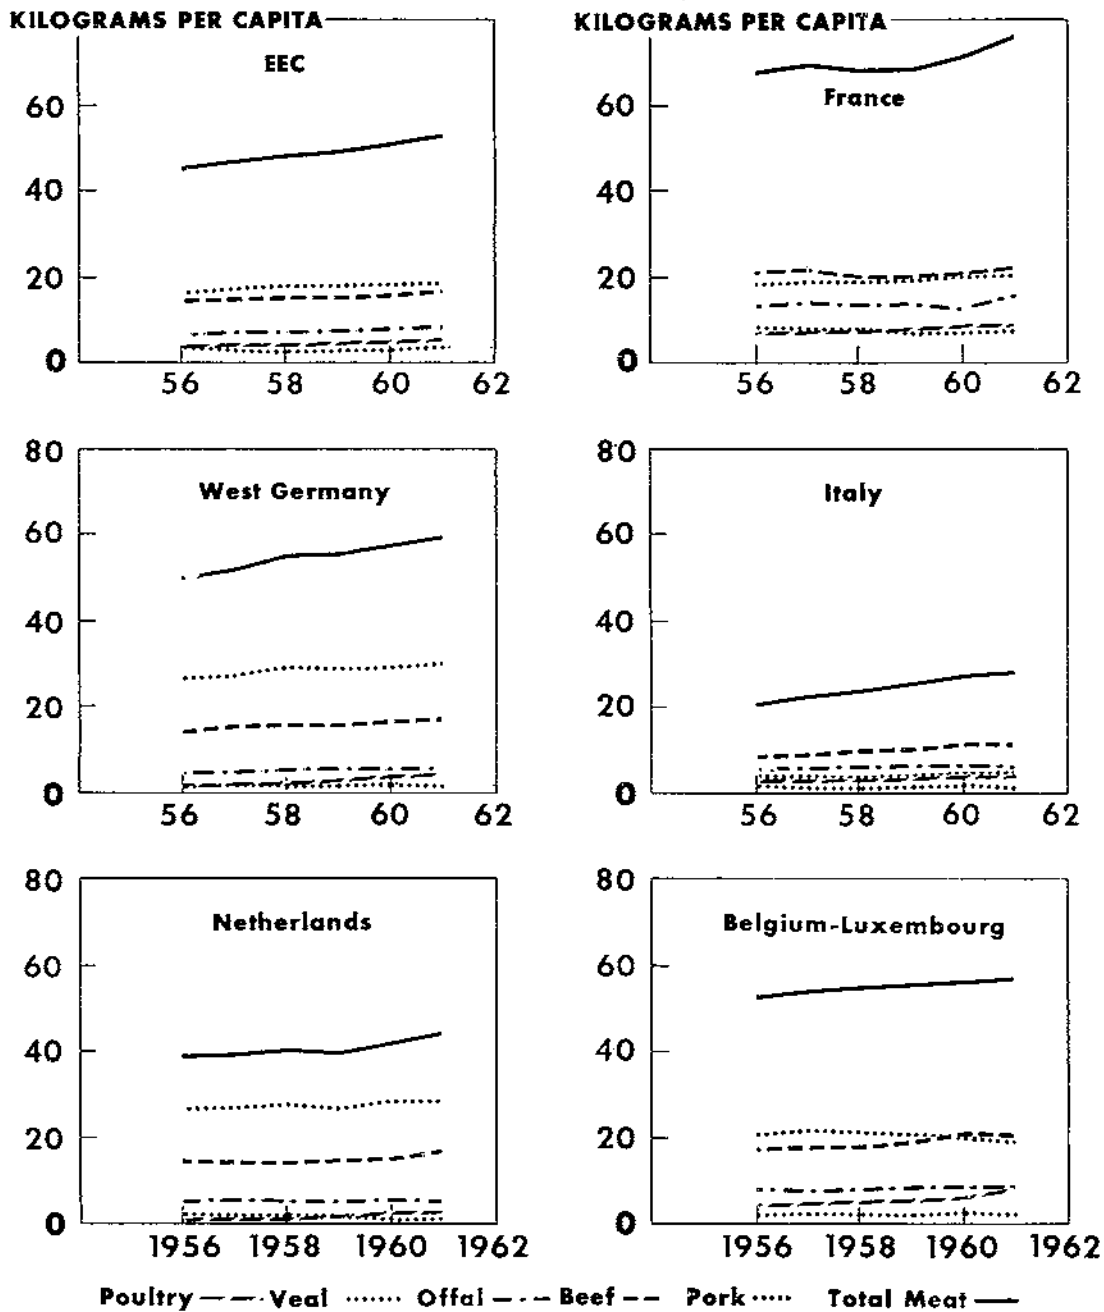 KILOGRAMS PER CAPITA
EEC
60
40
20
0
56 58 60 62
KILOGRAMS PER CAPITA
France
60
40
20
0
56 58 60 62
80
West Germany
60
40
20
0
56 58 60 62
80
Italy
60
40
20
0
56 58 60 62
80
Netherlands
60
40
20
0
1956 1958 1960 1962
80
Belgium-Luxembourg
60
40
20
0
1956 1958 1960 1962
Poultry Veal Offal Beef Pork Total Meat